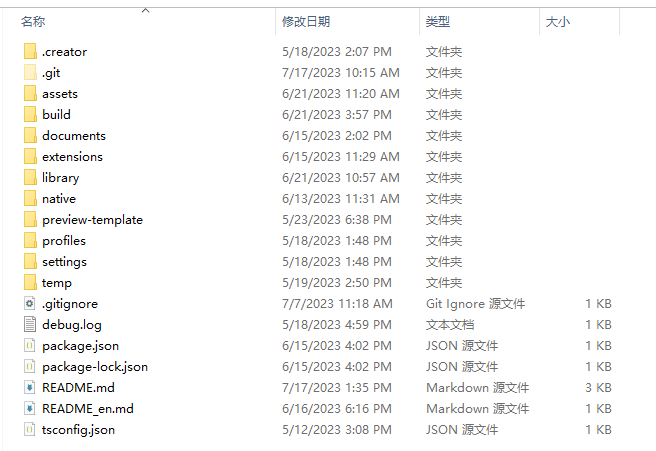 名称 修改日期 类型 大小
.creator 5/18/2023 2:07 PM 文件夹
.git 7/17/2023 10:15 AM 文件夹
assets 6/21/2023 11:20 AM 文件夹
build 6/21/2023 3:57 PM 文件夹
documents 6/15/2023 2:02 PM 文件夹
extensions 6/15/2023 11:29 AM 文件夹
library 6/21/2023 10:57 AM 文件夹
native 6/13/2023 11:31 AM 文件夹
preview-template 5/23/2023 6:38 PM 文件夹
profiles 5/18/2023 1:48 PM 文件夹
settings 5/18/2023 1:48 PM 文件夹
temp 5/19/2023 2:50 PM 文件夹
.gitignore 7/7/2023 11:18 AM Git Ignore 源文件 1 KB
debug.log 5/18/2023 4:59 PM 文本文档 1 KB
package.json 6/15/2023 4:02 PM JSON 源文件 1 KB
package-lock.json 6/15/2023 4:02 PM JSON 源文件 1 KB
README.md 7/17/2023 1:35 PM Markdown 源文件 3 KB
README_en.md 6/16/2023 6:16 PM Markdown 源文件 1 KB
tsconfig.json 5/12/2023 3:08 PM JSON 源文件 1 KB